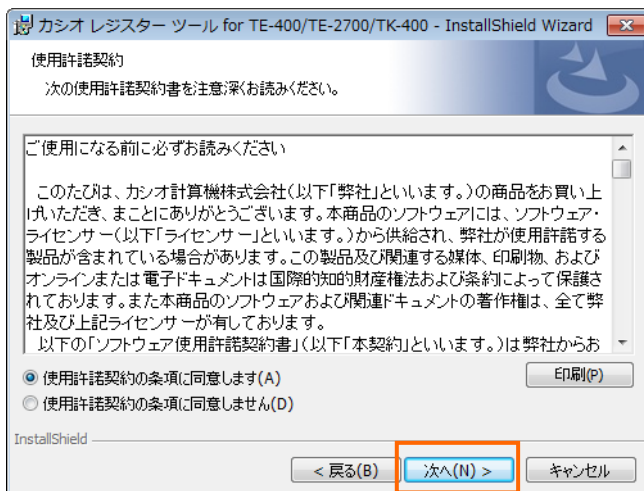 カシオ レジスター ツール for TE-400/TE-2700/TK-400 - InstallShield Wizard
使用許諾契約
次の使用許諾契約書を注意深くお読みください。
ご使用になる前に必ずお読みください
このたびは、カシオ計算機株式会社(以下「弊社」といいます。)の商品をお買い上
げいただき、まことにありがとうございます。本商品のソフトウェアには、ソフトウェア・
ライセンサー(以下「ライセンサー」といいます。)から供給され、弊社が使用許諾する
製品が含まれている場合があります。この製品及び関連する媒体、印刷物、および
オンラインまたは電子ドキュメントは国際的知的財産権法および条約によって保護さ
れております。また本商品のソフトウェアおよび関連ドキュメントの著作権は、全て弊
社及び上記ライセンサーが有しております。
以下の「ソフトウェア使用許諾契約書」(以下「本契約」といいます。)は弊社からお
使用許諾契約の条項に同意します(A)
印刷(P)
使用許諾契約の条項に同意しません(D)
InstallShield
< 戻る(B)
次へ(N) >
キャンセル